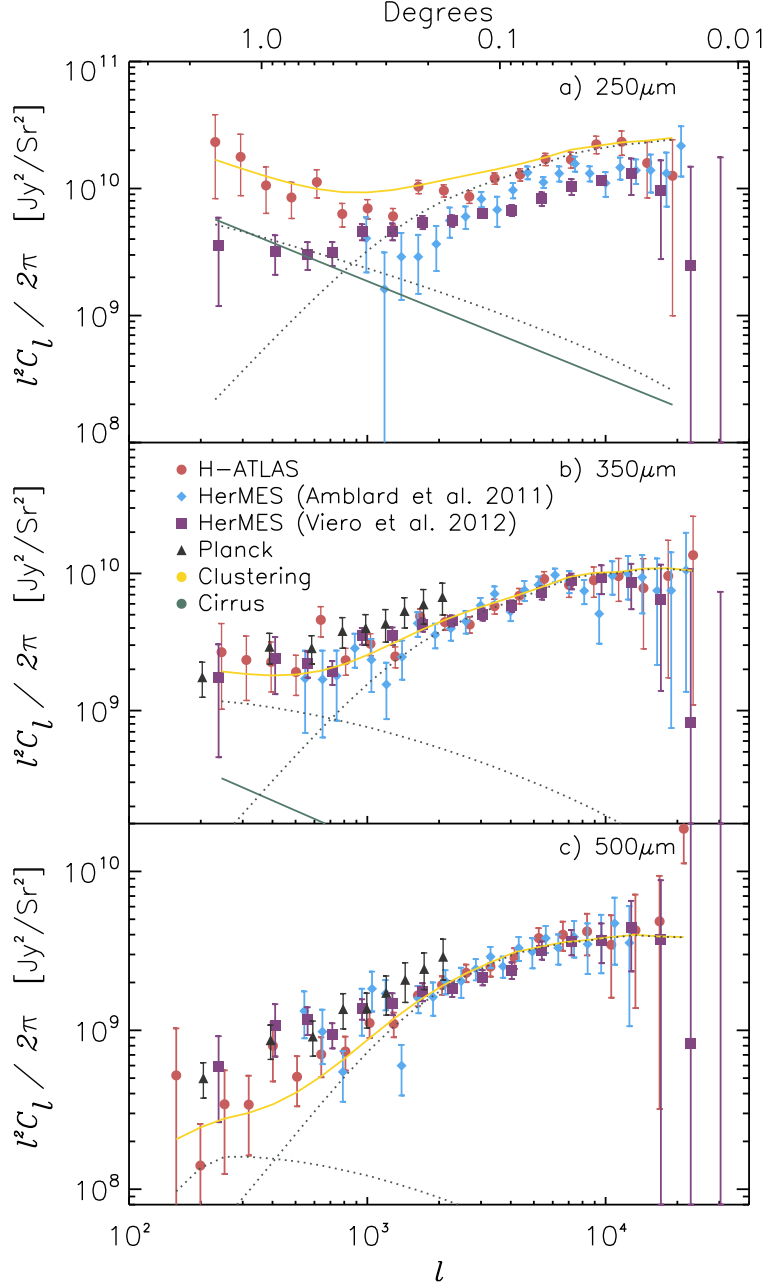 Degrees
1.0 0.1 0.01
a) 250μm
10¹¹
10¹⁰
10⁹
10⁸
l²C_l / 2π [Jy²/Sr²]
b) 350μm
H-ATLAS
HerMES (Amblard et al. 2011)
HerMES (Viero et al. 2012)
Planck
Clustering
Cirrus
10¹⁰
10⁹
l²C_l / 2π [Jy²/Sr²]
c) 500μm
10¹⁰
10⁹
10⁸
l²C_l / 2π [Jy²/Sr²]
10² 10³ 10⁴
l